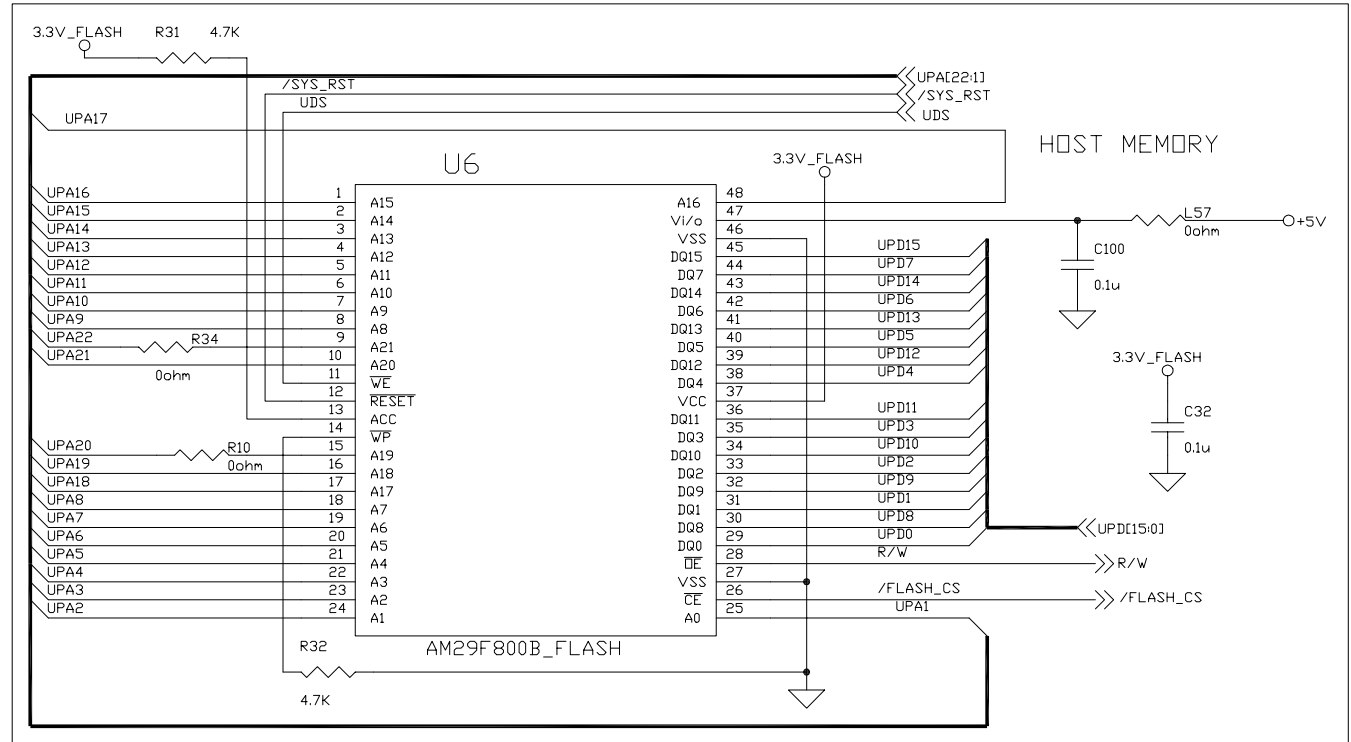 3.3V_FLASH R31 4.7K
/SYS_RST
UDS
UPA[22:1]
/SYS_RST
UDS
UPA17
HOST MEMORY
U6
3.3V_FLASH
UPA16 1 A15 A16 48
UPA15 2 A14 Vi/o 47
UPA14 3 A13 VSS 46
UPA13 4 A12 DQ15 45 UPD15
UPA12 5 A11 DQ7 44 UPD7
UPA11 6 A10 DQ14 43 UPD14
UPA10 7 A9 DQ6 42 UPD6
UPA9 8 A8 DQ13 41 UPD13
UPA22 R34 9 A21 DQ5 40 UPD5
UPA21 10 A20 DQ12 39 UPD12
0ohm
11 WE DQ4 38 UPD4
12 RESET VCC 37
13 ACC DQ11 36 UPD11
14 WP DQ3 35 UPD3
UPA20 R10 15 A19 DQ10 34 UPD10
0ohm
UPA19 16 A18 DQ2 33 UPD2
UPA18 17 A17 DQ9 32 UPD9
UPA8 18 A7 DQ1 31 UPD1
UPA7 19 A6 DQ8 30 UPD8
UPA6 20 A5 DQ0 29 UPD0
UPA5 21 A4 OE 28 R/W
UPA4 22 A3 VSS 27
UPA3 23 A2 CE 26 /FLASH_CS
UPA2 24 A1 A0 25 UPA1
L57
0ohm
+5V
C100
0.1u
3.3V_FLASH
C32
0.1u
UPD[15:0]
R/W
/FLASH_CS
AM29F800B_FLASH
R32
4.7K